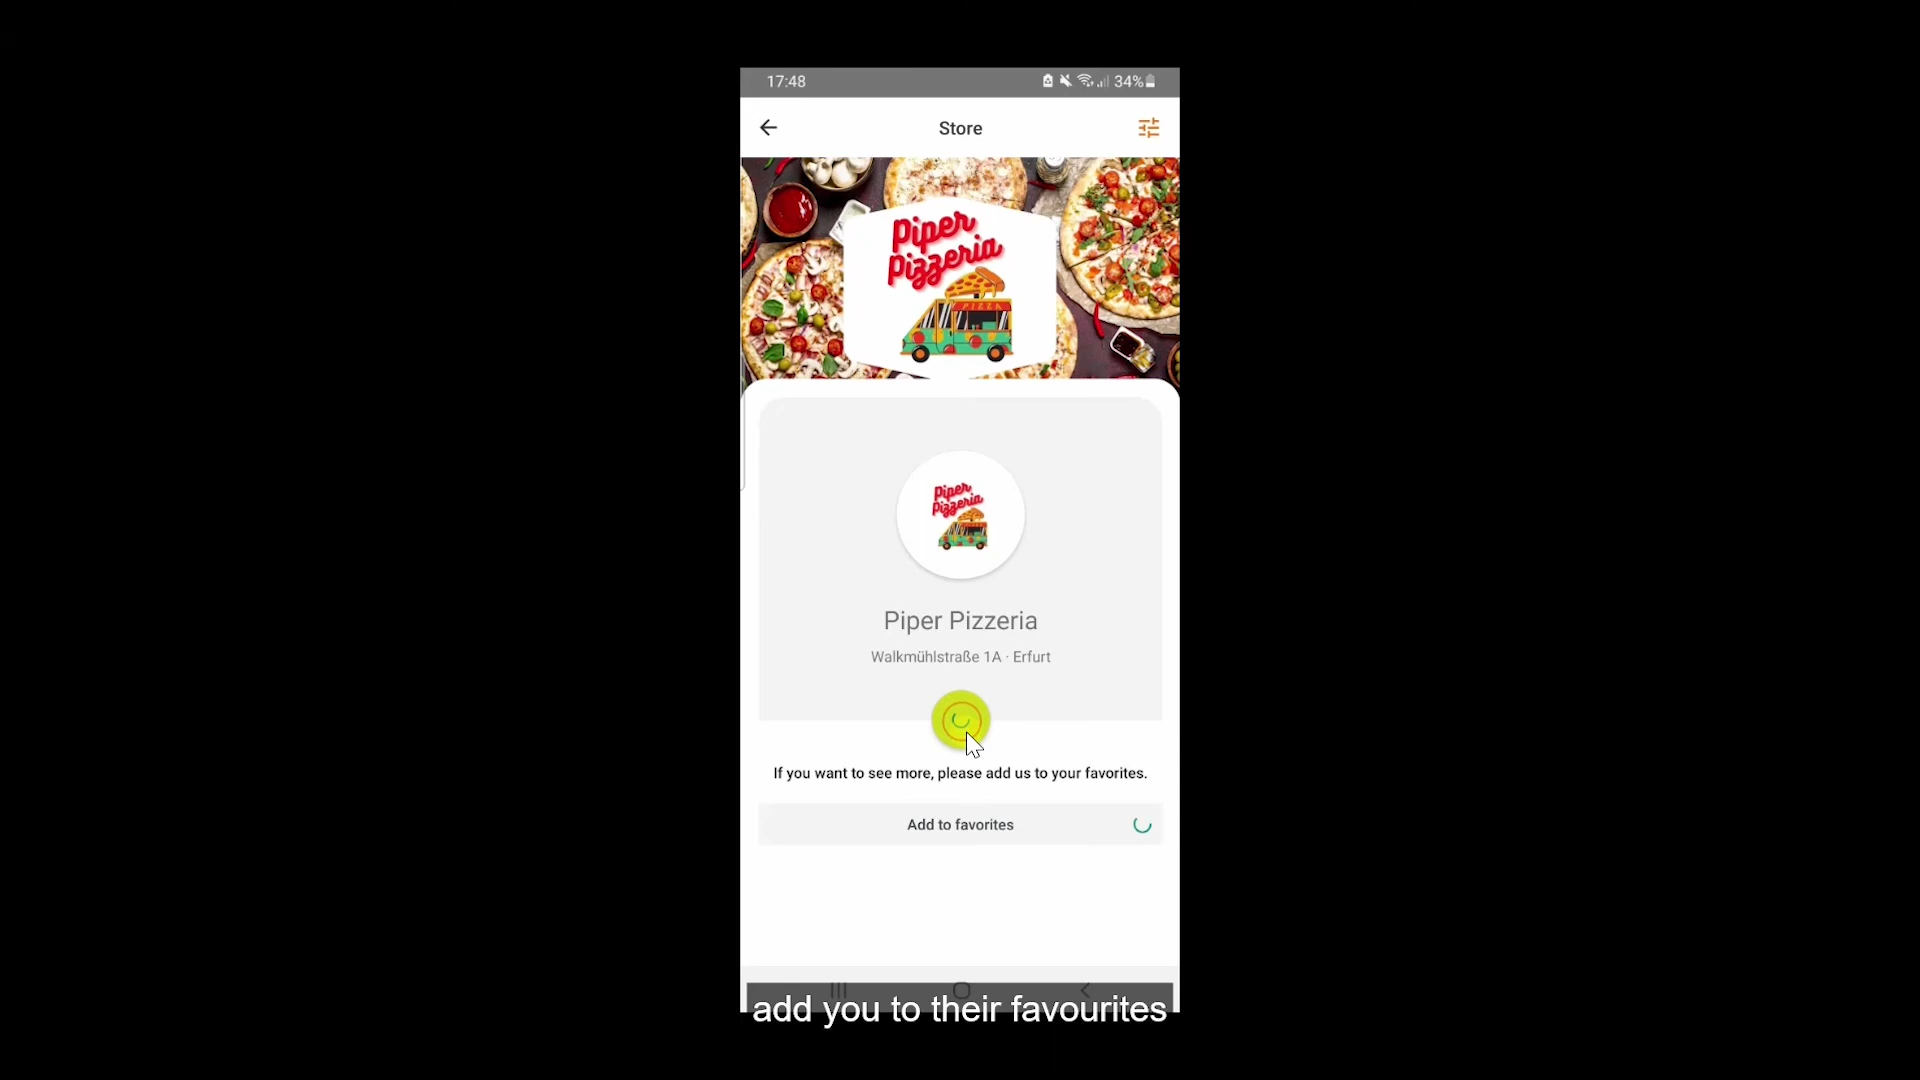 17:48
34%
Store
Piper
Pizzeria
PIZZA
Piper
Pizzeria
Piper Pizzeria
Walkmühlstraße 1A · Erfurt
If you want to see more, please add us to your favorites.
Add to favorites
add you to their favourites